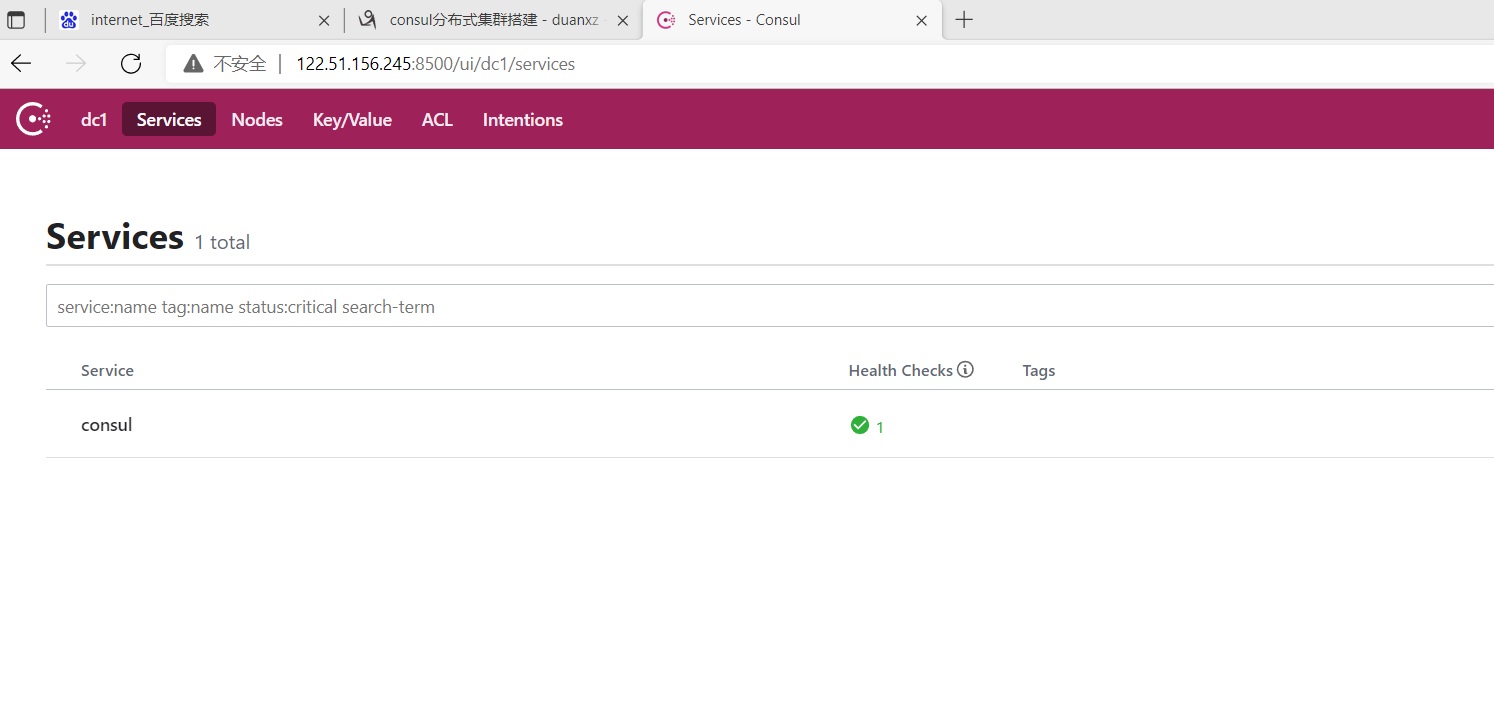 internet_百度搜索
consul分布式集群搭建 - duanxz
Services - Consul
不安全 | 122.51.156.245:8500/ui/dc1/services
dc1 Services Nodes Key/Value ACL Intentions
Services 1 total
service:name tag:name status:critical search-term
Service Health Checks Tags
consul 1